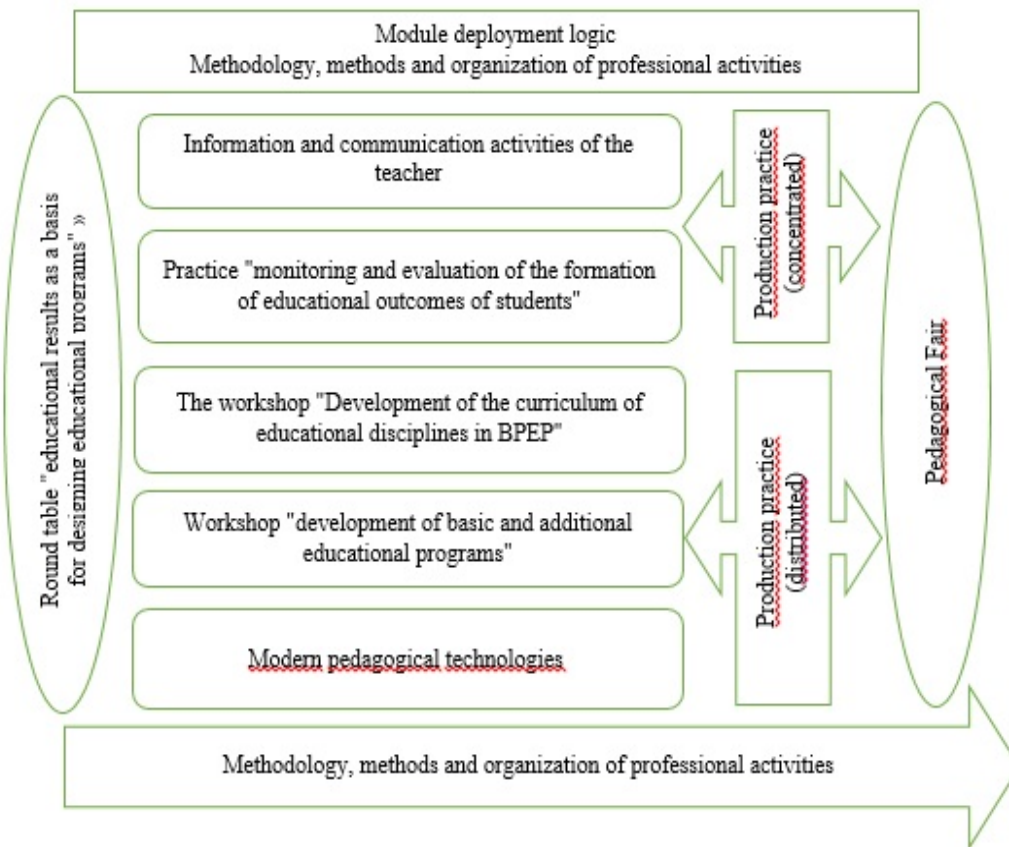 Module deployment logic
Methodology, methods and organization of professional activities
Round table "educational results as a basis
for designing educational programs" »
Information and communication activities of the
teacher
Practice "monitoring and evaluation of the formation
of educational outcomes of students"
The workshop "Development of the curriculum of
educational disciplines in BPEP"
Workshop "development of basic and additional
educational programs"
Modern pedagogical technologies
Production practice
(concentrated)
Production practice
(distributed)
Pedagogical Fair
Methodology, methods and organization of professional activities